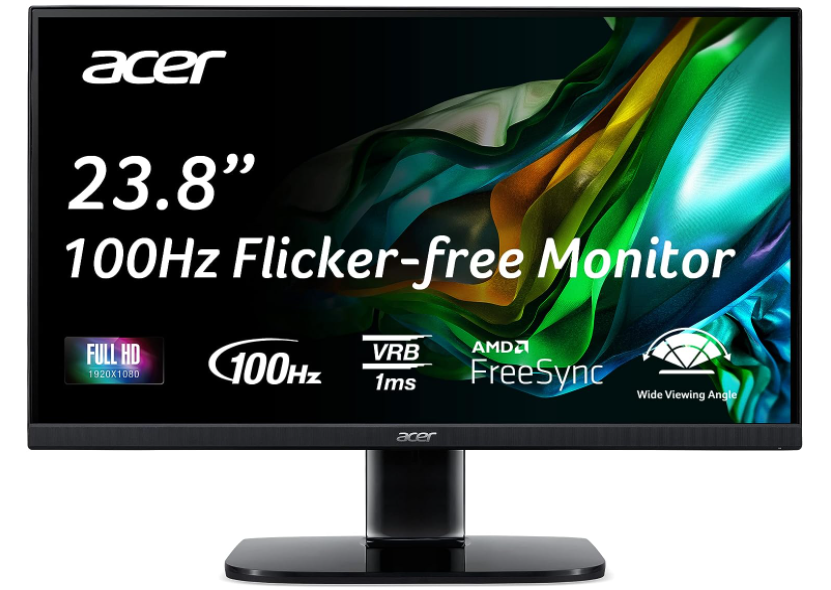 acer
23.8”
100Hz Flicker-free Monitor
FULL HD
1920X1080
100Hz
VRB
1ms
AMD
FreeSync
Wide Viewing Angle
acer